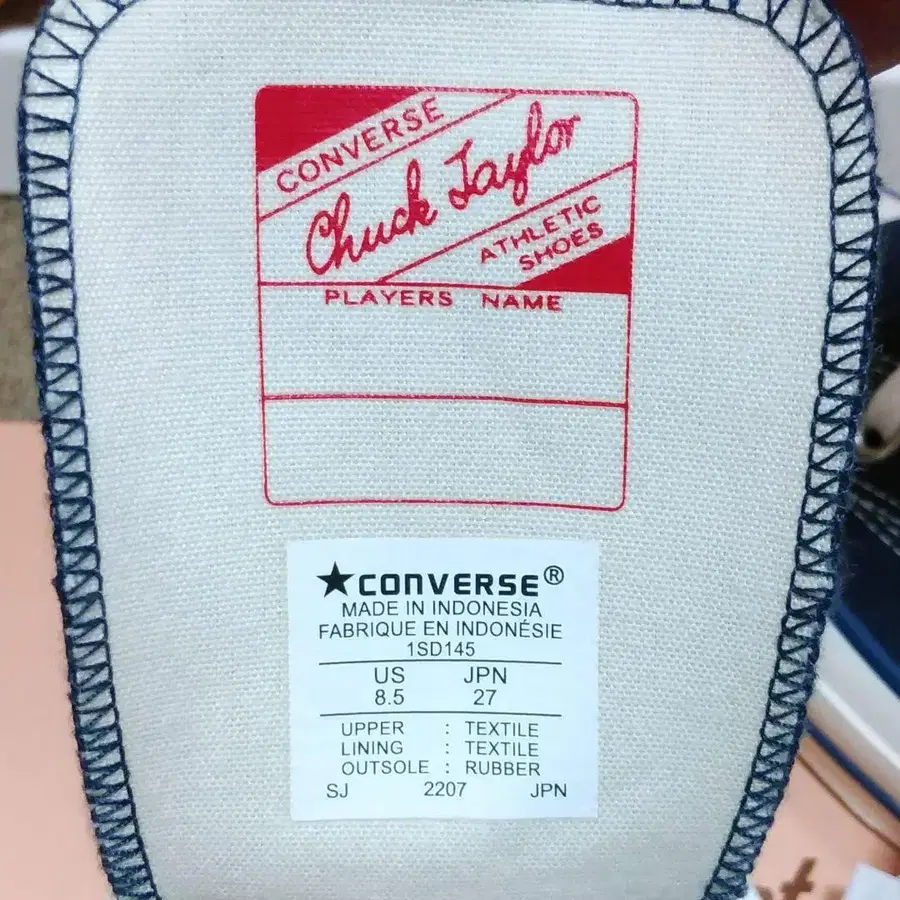 CONVERSE
Chuck Taylor
ATHLETIC
SHOES
PLAYERS NAME
★CONVERSE®
MADE IN INDONESIA
FABRIQUE EN INDONÉSIE
1SD145
US JPN
8.5 27
UPPER : TEXTILE
LINING : TEXTILE
OUTSOLE : RUBBER
SJ 2207 JPN